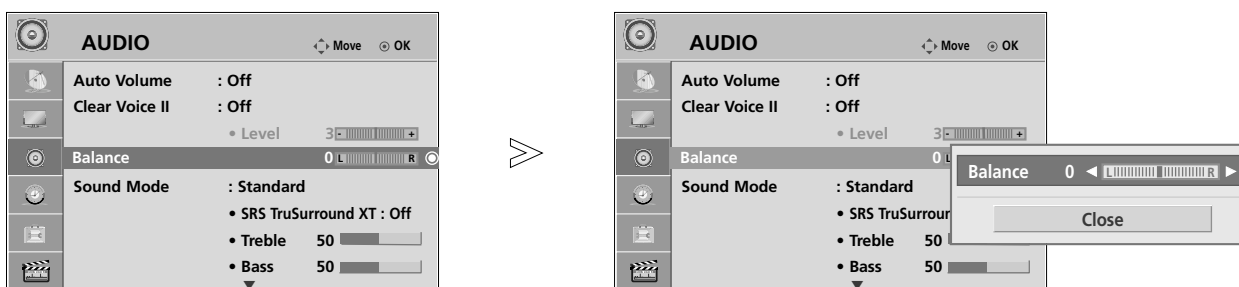 AUDIO Move OK
Auto Volume : Off
Clear Voice II : Off
• Level 3 - +
Balance 0 L R
Sound Mode : Standard
• SRS TruSurround XT : Off
• Treble 50
• Bass 50
>
AUDIO Move OK
Auto Volume : Off
Clear Voice II : Off
• Level 3 - +
Balance 0 L
Sound Mode : Standard
• SRS TruSurroun
• Treble 50
• Bass 50
Balance 0 ◄ L R ►
Close